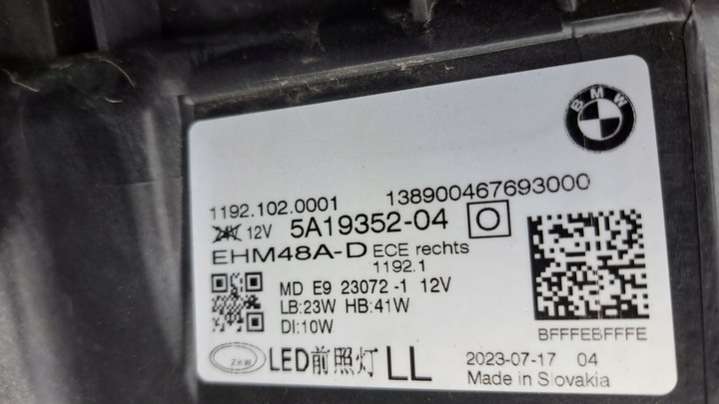 BMW
1192.102.0001 138900467693000
24V 12V 5A19352-04 O
EHM48A-D ECE rechts
1192.1
MD E9 23072 -1 12V
LB:23W HB:41W
DI:10W
BFFFEBFFFE
LED前照灯 LL
2023-07-17 04
Made in Slovakia